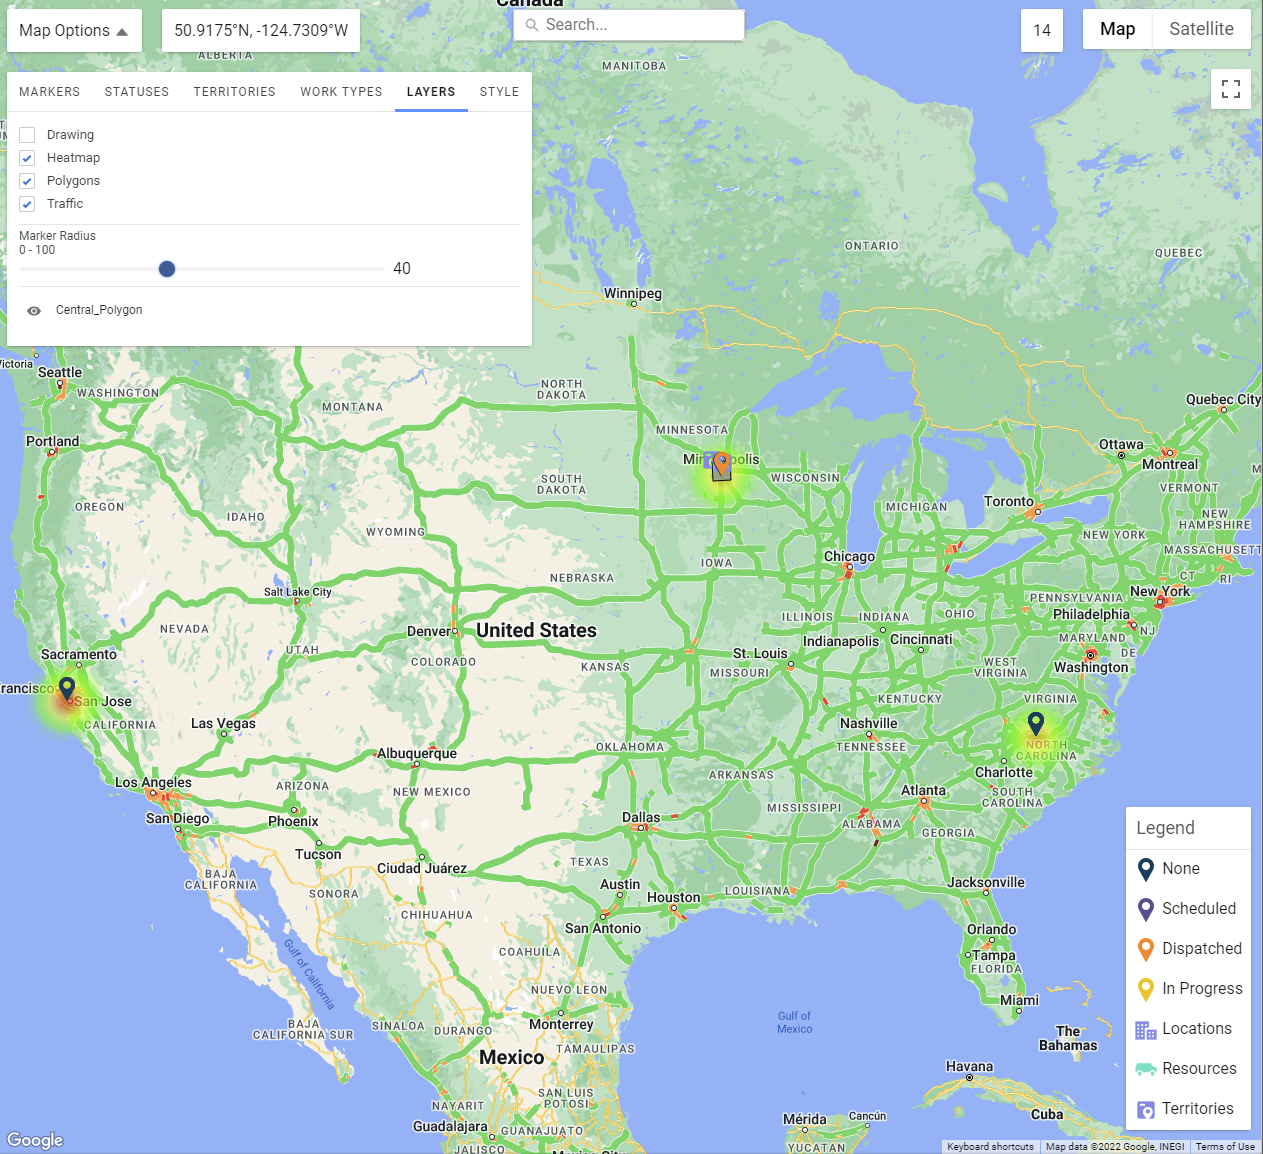 Canada
Map Options
50.9175°N, -124.7309°W
Search...
14
Map
Satellite
ALBERTA
MANITOBA
MARKERS
STATUSES
TERRITORIES
WORK TYPES
LAYERS
STYLE
Drawing
Heatmap
Polygons
Traffic
Marker Radius
0 - 100
40
Central_Polygon
ONTARIO
QUEBEC
Winnipeg
Victoria
Seattle
WASHINGTON
MONTANA
NORTH
DAKOTA
MINNESOTA
Quebec City
Portland
Ottawa
Montreal
OREGON
IDAHO
SOUTH
DAKOTA
WISCONSIN
VERMONT
MICHIGAN
Toronto
NEW
HAMPSHIRE
WYOMING
NEW YORK
MASSACHUSETT
Chicago
IOWA
CT
RI
NEBRASKA
Salt Lake City
PENNSYLVANIA
New York
NEVADA
Denver
United States
ILLINOIS
INDIANA
OHIO
Philadelphia
NJ
UTAH
Indianapolis
Cincinnati
MARYLAND
DE
Sacramento
COLORADO
KANSAS
St. Louis
MISSOURI
WEST
VIRGINIA
Washington
Francisco
San Jose
KENTUCKY
VIRGINIA
CALIFORNIA
Las Vegas
Nashville
TENNESSEE
Albuquerque
OKLAHOMA
NORTH
CAROLINA
Charlotte
Los Angeles
ARIZONA
NEW MEXICO
ARKANSAS
Atlanta
SOUTH
CAROLINA
San Diego
Phoenix
Dallas
MISSISSIPPI
ALABAMA
GEORGIA
Legend
None
Scheduled
Dispatched
In Progress
Locations
Resources
Territories
Tucson
Ciudad Juárez
TEXAS
BAJA
CALIFORNIA
SONORA
Austin
Houston
LOUISIANA
Jacksonville
CHIHUAHUA
San Antonio
Orlando
Gulf of California
COAHUILA
Tampa
FLORIDA
NUEVO LEON
Miami
BAJA
CALIFORNIA SUR
SINALOA
DURANGO
Monterrey
Gulf of
Mexico
The
Bahamas
Mexico
TAMAULIPAS
Havana
NAYARIT
SAN LUIS
POTOSI
Cuba
Guadalajara
GUANAJUATO
Mérida
Cancún
JALISCO
YUCATAN
Google
Keyboard shortcuts
Map data ©2022 Google, INEGI
Terms of Use